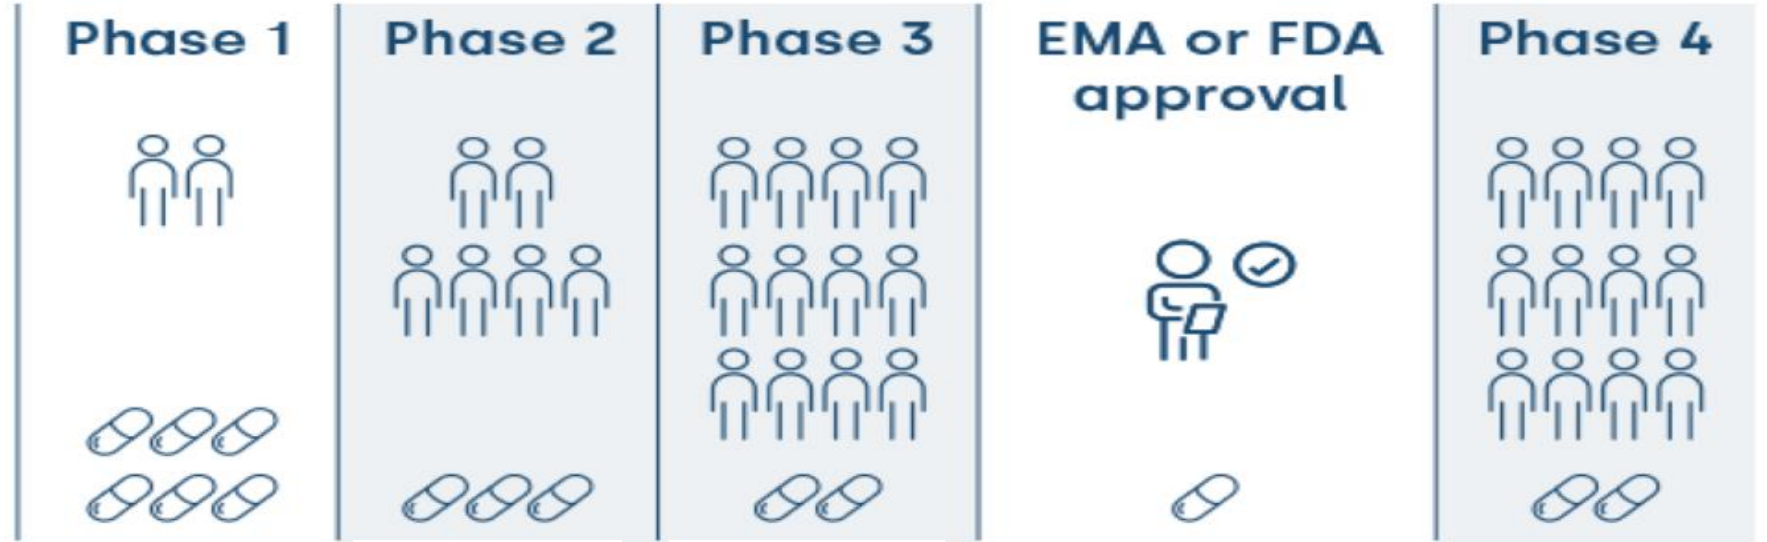 Phase 1
Phase 2
Phase 3
EMA or FDA
approval
Phase 4